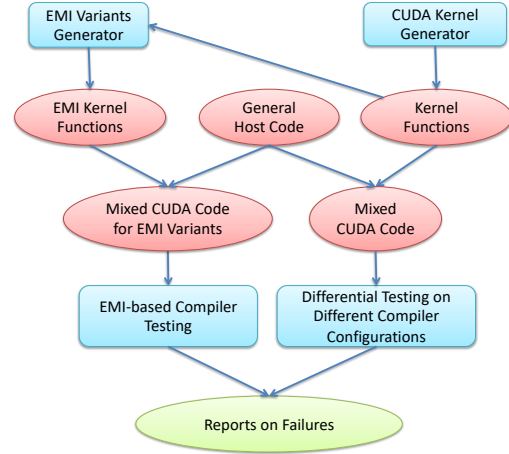 EMI Variants
Generator
CUDA Kernel
Generator
EMI Kernel
Functions
General
Host Code
Kernel
Functions
Mixed CUDA Code
for EMI Variants
Mixed
CUDA Code
EMI-based Compiler
Testing
Differential Testing on
Different Compiler
Configurations
Reports on Failures